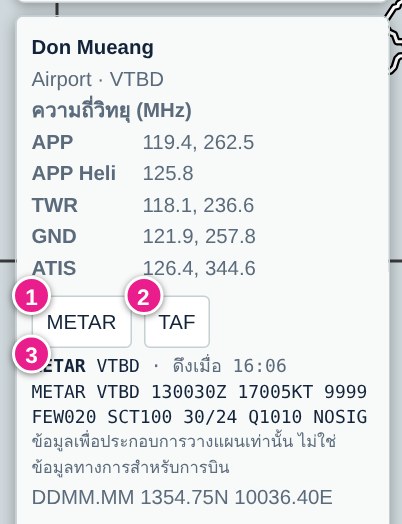 Don Mueang
Airport · VTBD
ความถี่วิทยุ (MHz)
APP 119.4, 262.5
APP Heli 125.8
TWR 118.1, 236.6
GND 121.9, 257.8
ATIS 126.4, 344.6
1 2
METAR TAF
3
METAR VTBD · ดึงเมื่อ 16:06
METAR VTBD 130030Z 17005KT 9999
FEW020 SCT100 30/24 Q1010 NOSIG
ข้อมูลเพื่อประกอบการวางแผนเท่านั้น ไม่ใช่
ข้อมูลทางการสำหรับการบิน
DDMM.MM 1354.75N 10036.40E